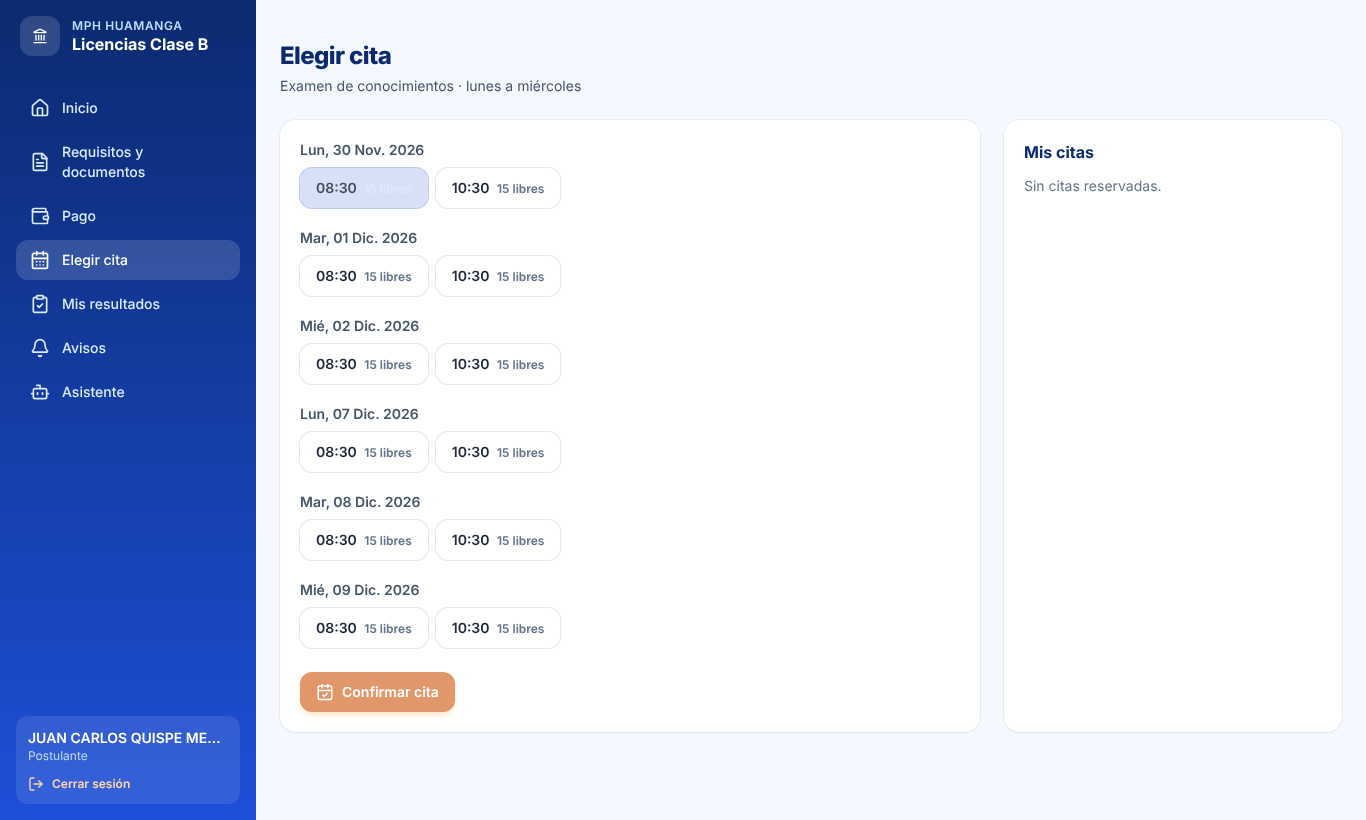 MPH HUAMANGA
Licencias Clase B
Inicio
Requisitos y
documentos
Pago
Elegir cita
Mis resultados
Avisos
Asistente
JUAN CARLOS QUISPE ME...
Postulante
Cerrar sesión
Elegir cita
Examen de conocimientos · lunes a miércoles
Lun, 30 Nov. 2026
08:30 15 libres 10:30 15 libres
Mar, 01 Dic. 2026
08:30 15 libres 10:30 15 libres
Mié, 02 Dic. 2026
08:30 15 libres 10:30 15 libres
Lun, 07 Dic. 2026
08:30 15 libres 10:30 15 libres
Mar, 08 Dic. 2026
08:30 15 libres 10:30 15 libres
Mié, 09 Dic. 2026
08:30 15 libres 10:30 15 libres
Confirmar cita
Mis citas
Sin citas reservadas.